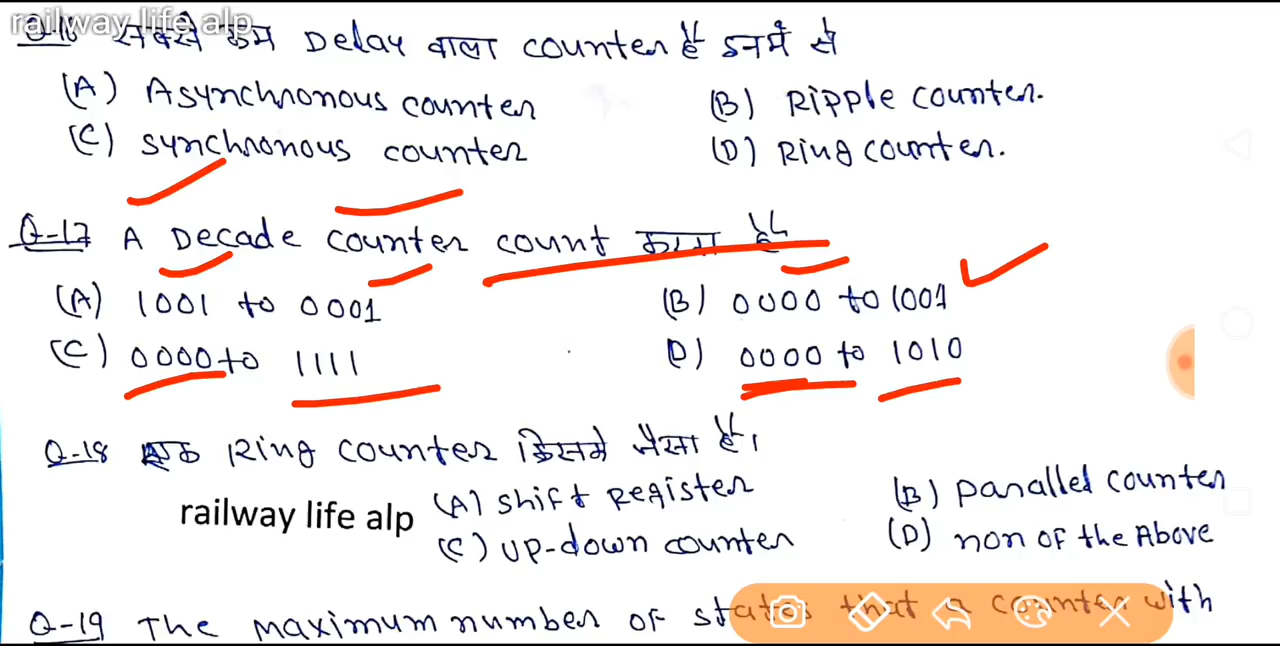 railway life alp
Q-16 सबसे कम Delay वाला counter है इनमें से
(A) Asynchronous counter (B) Ripple counter.
(C) synchronous counter (D) Ring counter.
Q-17 A Decade counter count करता है
(A) 1001 to 0001 (B) 0000 to 1001
(C) 0000 to 1111 (D) 0000 to 1010
Q-18 एक Ring counter किसके जैसा है।
railway life alp (A) shift Register (B) parallel counter
(C) up-down counter (D) non of the Above
Q-19 The maximum number of states that a counter with